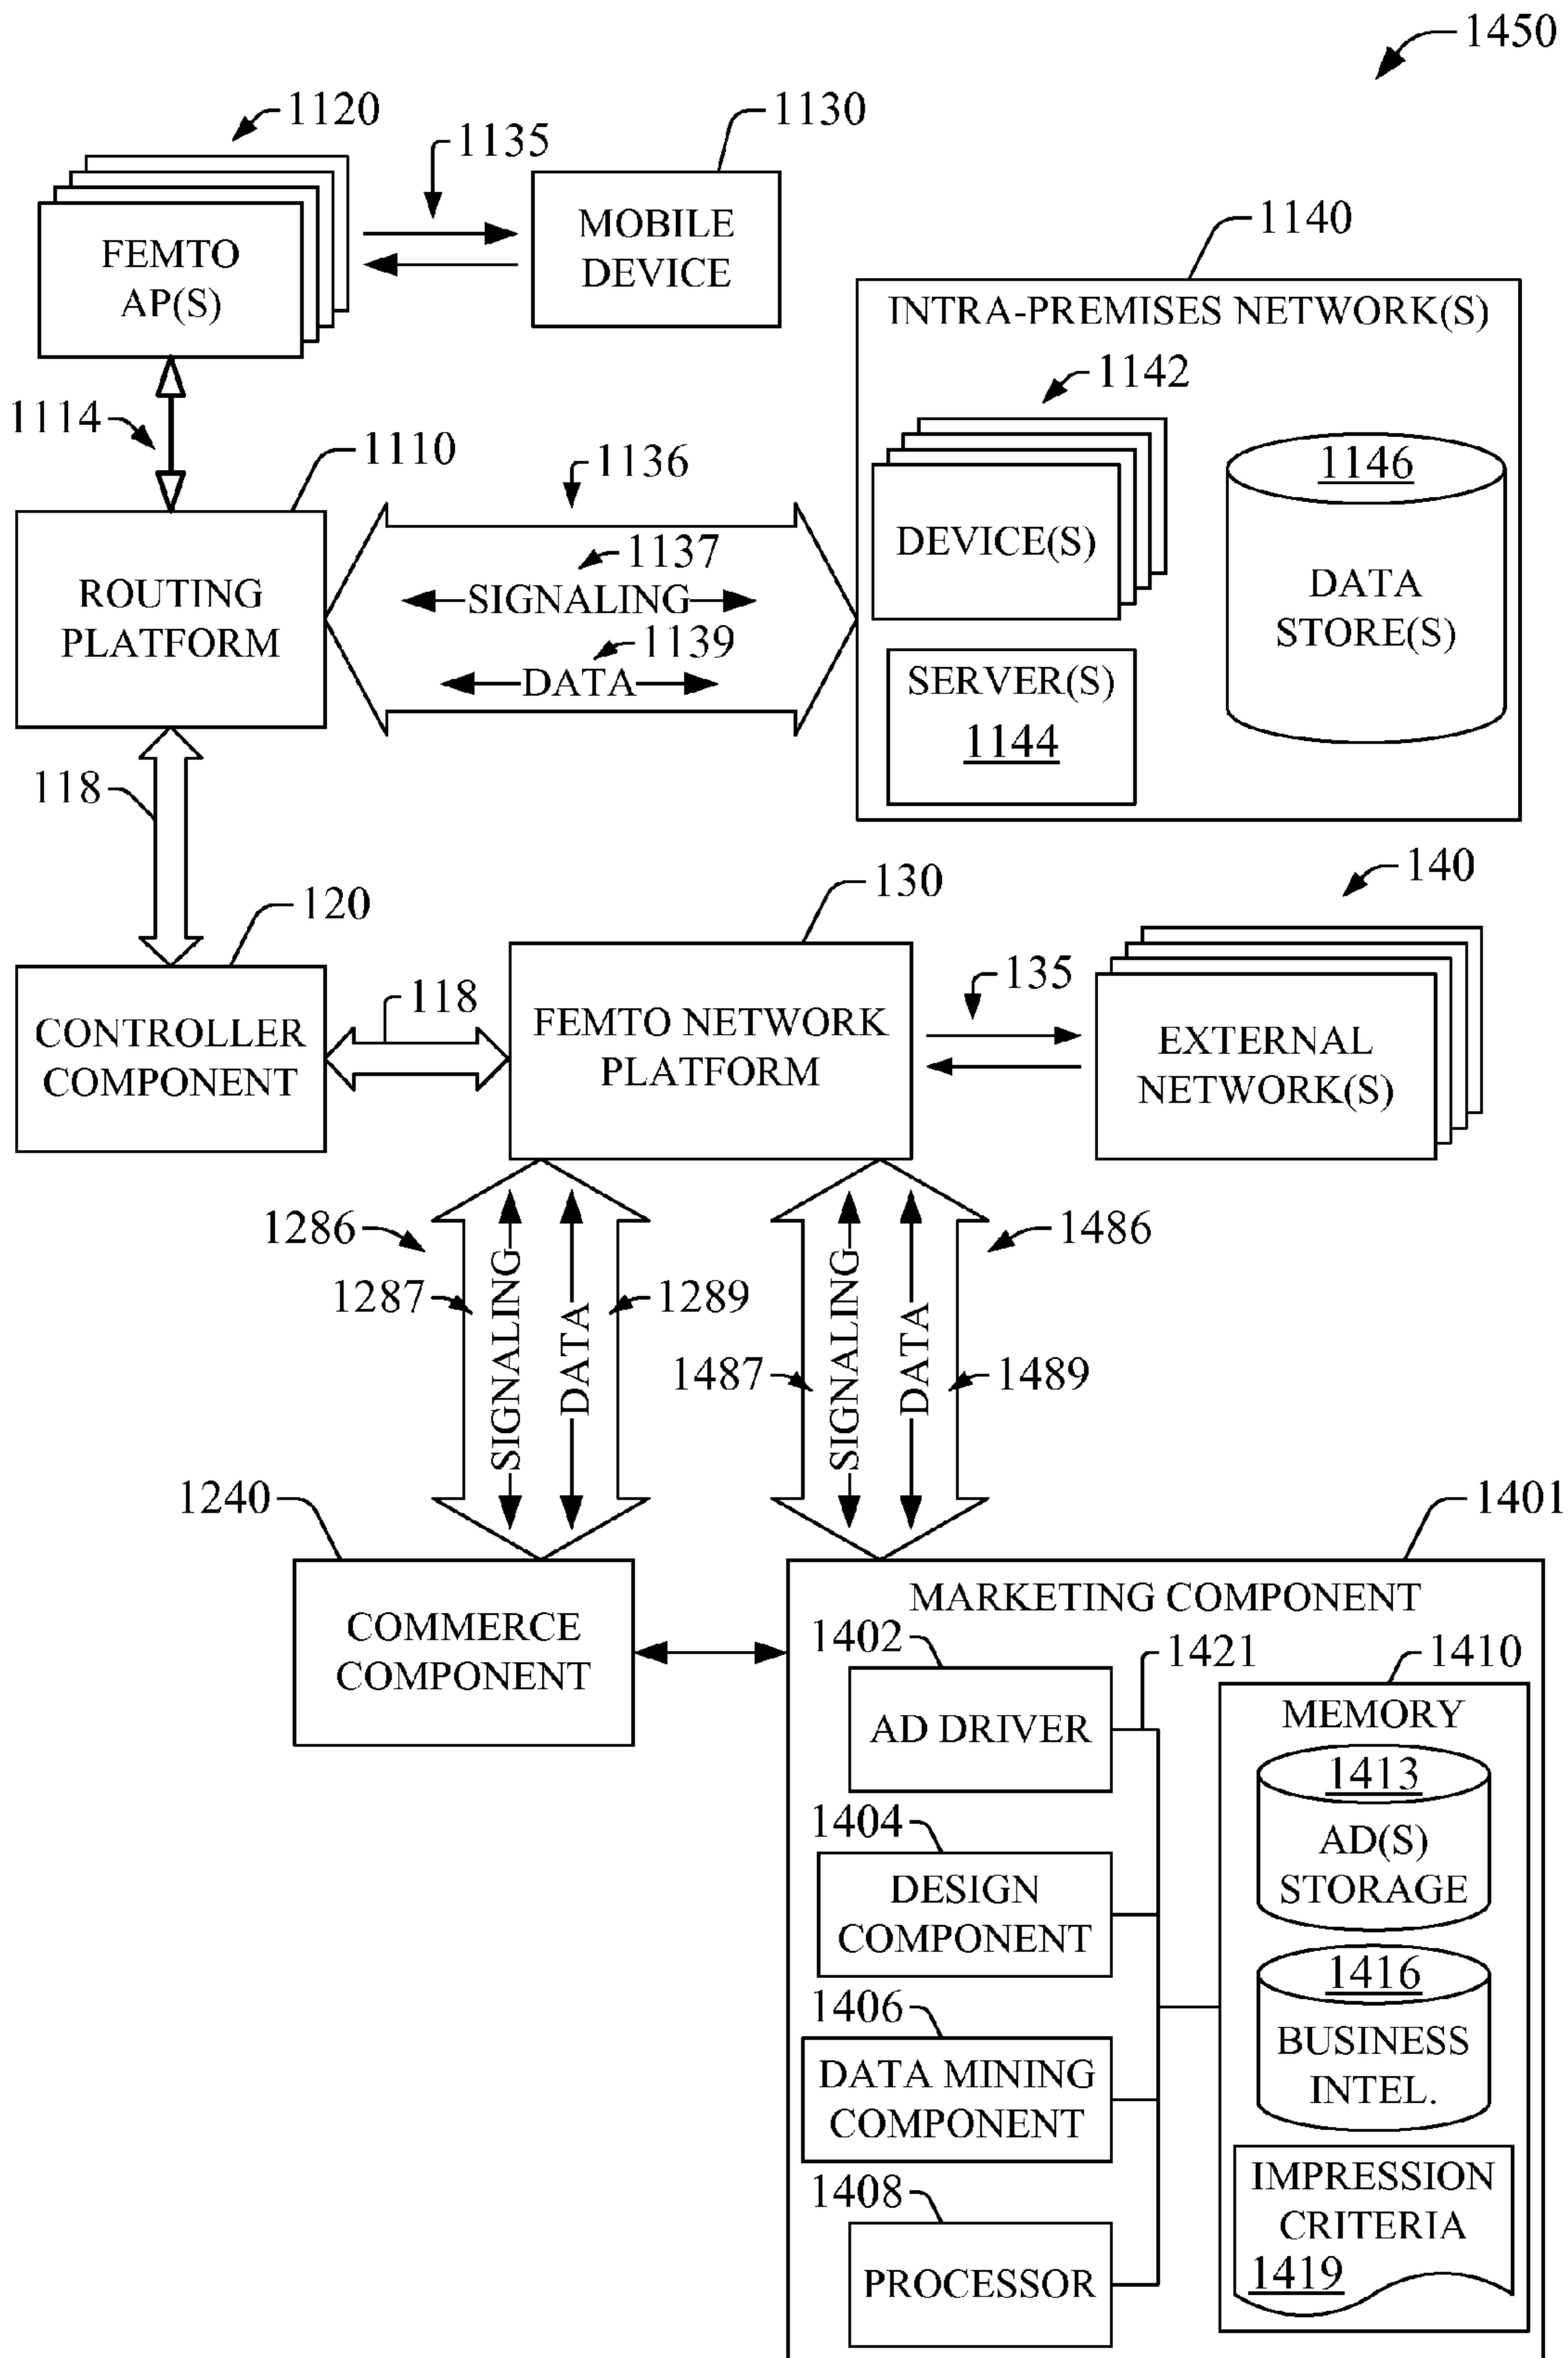 1450
1120
1135
1130
FEMTO
AP(S)
MOBILE
DEVICE
1140
INTRA-PREMISES NETWORK(S)
1142
1114
1110
1136
1146
1137
DEVICE(S)
ROUTING
PLATFORM
SIGNALING
DATA
STORE(S)
1139
DATA
SERVER(S)
1144
118
140
130
120
118
135
CONTROLLER
COMPONENT
FEMTO NETWORK
PLATFORM
EXTERNAL
NETWORK(S)
1286
1486
1287
SIGNALING
DATA
1289
1487
SIGNALING
DATA
1489
1240
1401
COMMERCE
COMPONENT
MARKETING COMPONENT
1402
1421
1410
AD DRIVER
MEMORY
1413
AD(S)
STORAGE
1404
DESIGN
COMPONENT
1416
BUSINESS
INTEL.
1406
DATA MINING
COMPONENT
IMPRESSION
CRITERIA
1419
1408
PROCESSOR